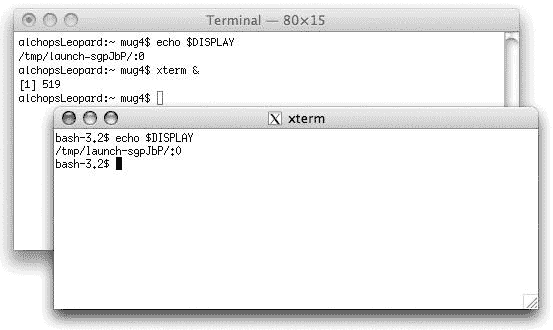 Terminal — 80×15
alchopsLeopard:~ mug4$ echo $DISPLAY
/tmp/launch-sgpJbP/:0
alchopsLeopard:~ mug4$ xterm &
[1] 519
alchopsLeopard:~ mug4$
X xterm
bash-3.2$ echo $DISPLAY
/tmp/launch-sgpJbP/:0
bash-3.2$